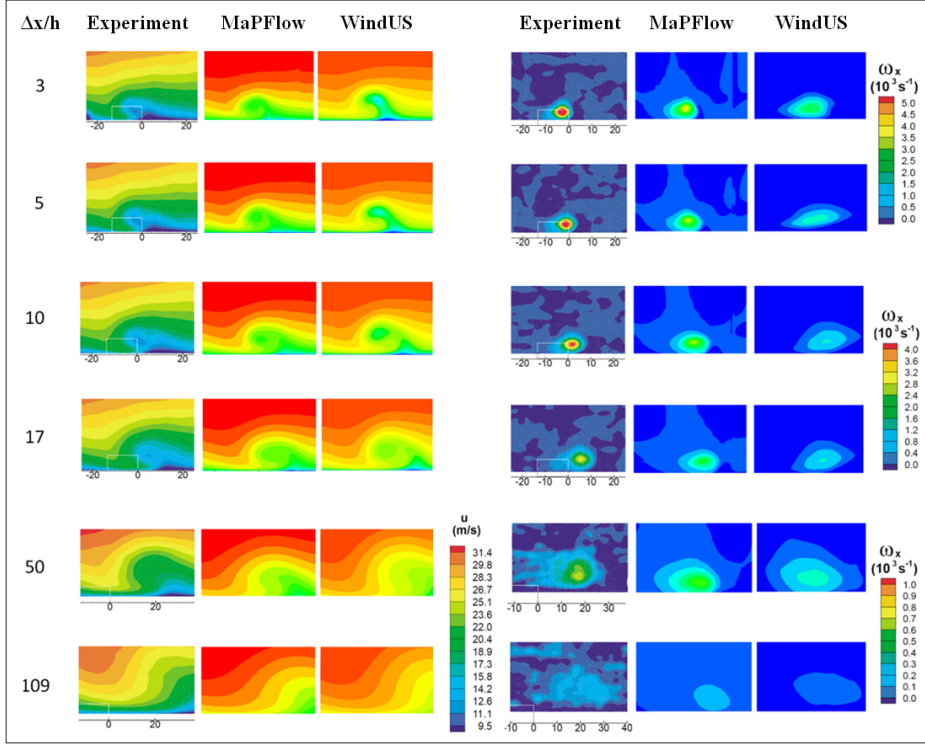 Δx/h Experiment MaPFlow WindUS Experiment MaPFlow WindUS
3
-20 0 20
-20 -10 0 10 20
ωx
(10³s⁻¹)
5.0
4.5
4.0
3.5
3.0
2.5
2.0
1.5
1.0
0.5
0.0
5
-20 0 20
-20 -10 0 10 20
10
-20 0 20
-20 -10 0 10 20
ωx
(10³s⁻¹)
4.0
3.6
3.2
2.8
2.4
2.0
1.6
1.2
0.8
0.4
0.0
17
-20 0 20
-20 -10 0 10 20
u
(m/s)
31.4
29.8
28.3
26.7
25.1
23.6
22.0
20.4
18.9
17.3
15.8
14.2
12.6
11.1
9.5
50
0 20
-10 0 10 20 30
ωx
(10³s⁻¹)
1.0
0.9
0.8
0.7
0.6
0.5
0.4
0.3
0.2
0.1
0.0
109
0 20
-10 0 10 20 30 40